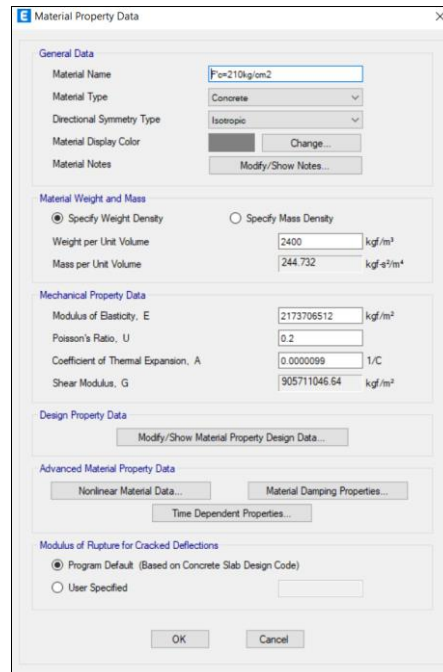 E Material Property Data
General Data
Material Name F'c=210kg/cm2
Material Type Concrete
Directional Symmetry Type Isotropic
Material Display Color Change...
Material Notes Modify/Show Notes...
Material Weight and Mass
Specify Weight Density Specify Mass Density
Weight per Unit Volume 2400 kgf/m³
Mass per Unit Volume 244.732 kgf-s²/m⁴
Mechanical Property Data
Modulus of Elasticity, E 2173706512 kgf/m²
Poisson's Ratio, U 0.2
Coefficient of Thermal Expansion, A 0.0000099 1/C
Shear Modulus, G 905711046.64 kgf/m²
Design Property Data
Modify/Show Material Property Design Data...
Advanced Material Property Data
Nonlinear Material Data... Material Damping Properties...
Time Dependent Properties...
Modulus of Rupture for Cracked Deflections
Program Default (Based on Concrete Slab Design Code)
User Specified
OK Cancel